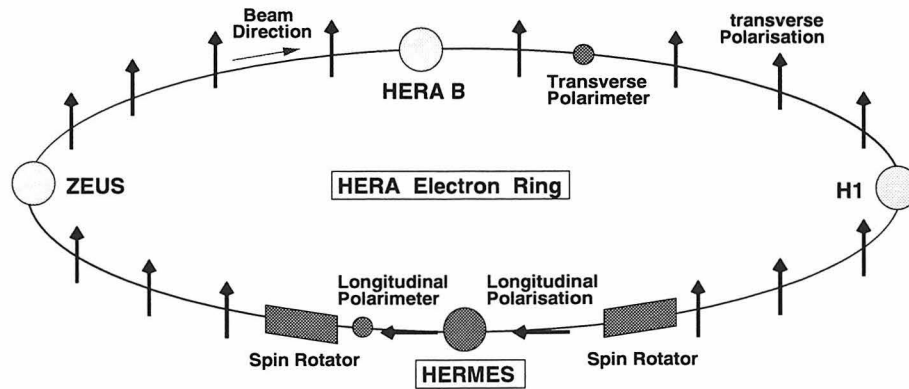 Beam
Direction
transverse
Polarisation
HERA B
Transverse
Polarimeter
ZEUS
HERA Electron Ring
H1
Longitudinal
Polarimeter
Longitudinal
Polarisation
Spin Rotator
HERMES
Spin Rotator